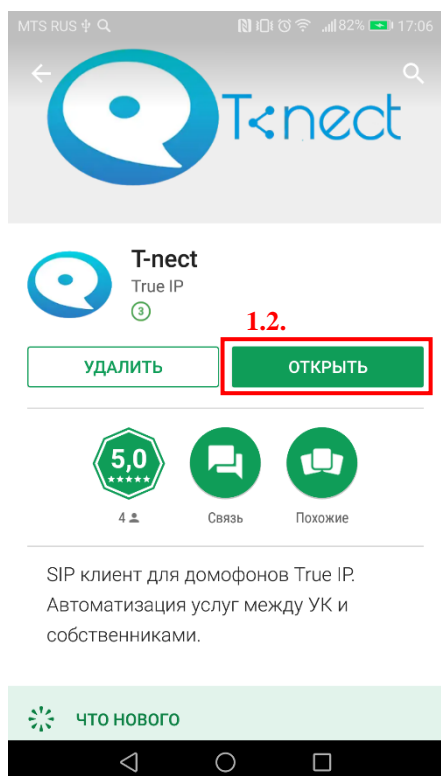 MTS RUS 82% 17:06
T-nect
T-nect
True IP
3
1.2.
УДАЛИТЬ ОТКРЫТЬ
5,0
4 Связь Похожие
SIP клиент для домофонов True IP.
Автоматизация услуг между УК и
собственниками.
ЧТО НОВОГО